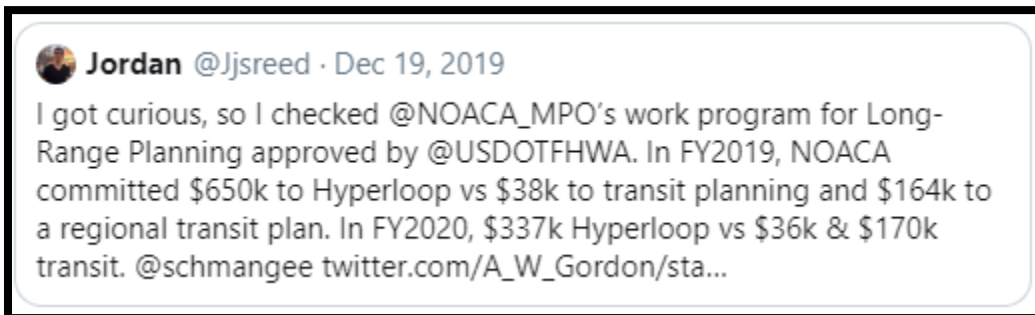 Jordan @Jjsreed · Dec 19, 2019
I got curious, so I checked @NOACA_MPO's work program for Long-
Range Planning approved by @USDOTFHWA. In FY2019, NOACA
committed $650k to Hyperloop vs $38k to transit planning and $164k to
a regional transit plan. In FY2020, $337k Hyperloop vs $36k & $170k
transit. @schmangee twitter.com/A_W_Gordon/sta...